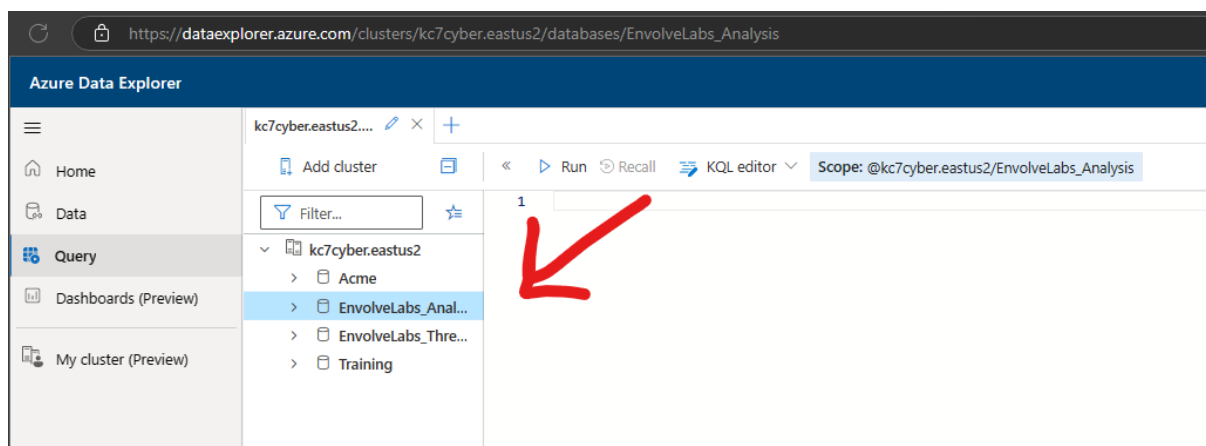 https://dataexplorer.azure.com/clusters/kc7cyber.eastus2/databases/EnvolveLabs_Analysis
Azure Data Explorer
kc7cyber.eastus2....
Home
Data
Query
Dashboards (Preview)
My cluster (Preview)
Add cluster
Run
Recall
KQL editor
Scope: @kc7cyber.eastus2/EnvolveLabs_Analysis
Filter...
kc7cyber.eastus2
Acme
EnvolveLabs_Anal...
EnvolveLabs_Thre...
Training
1